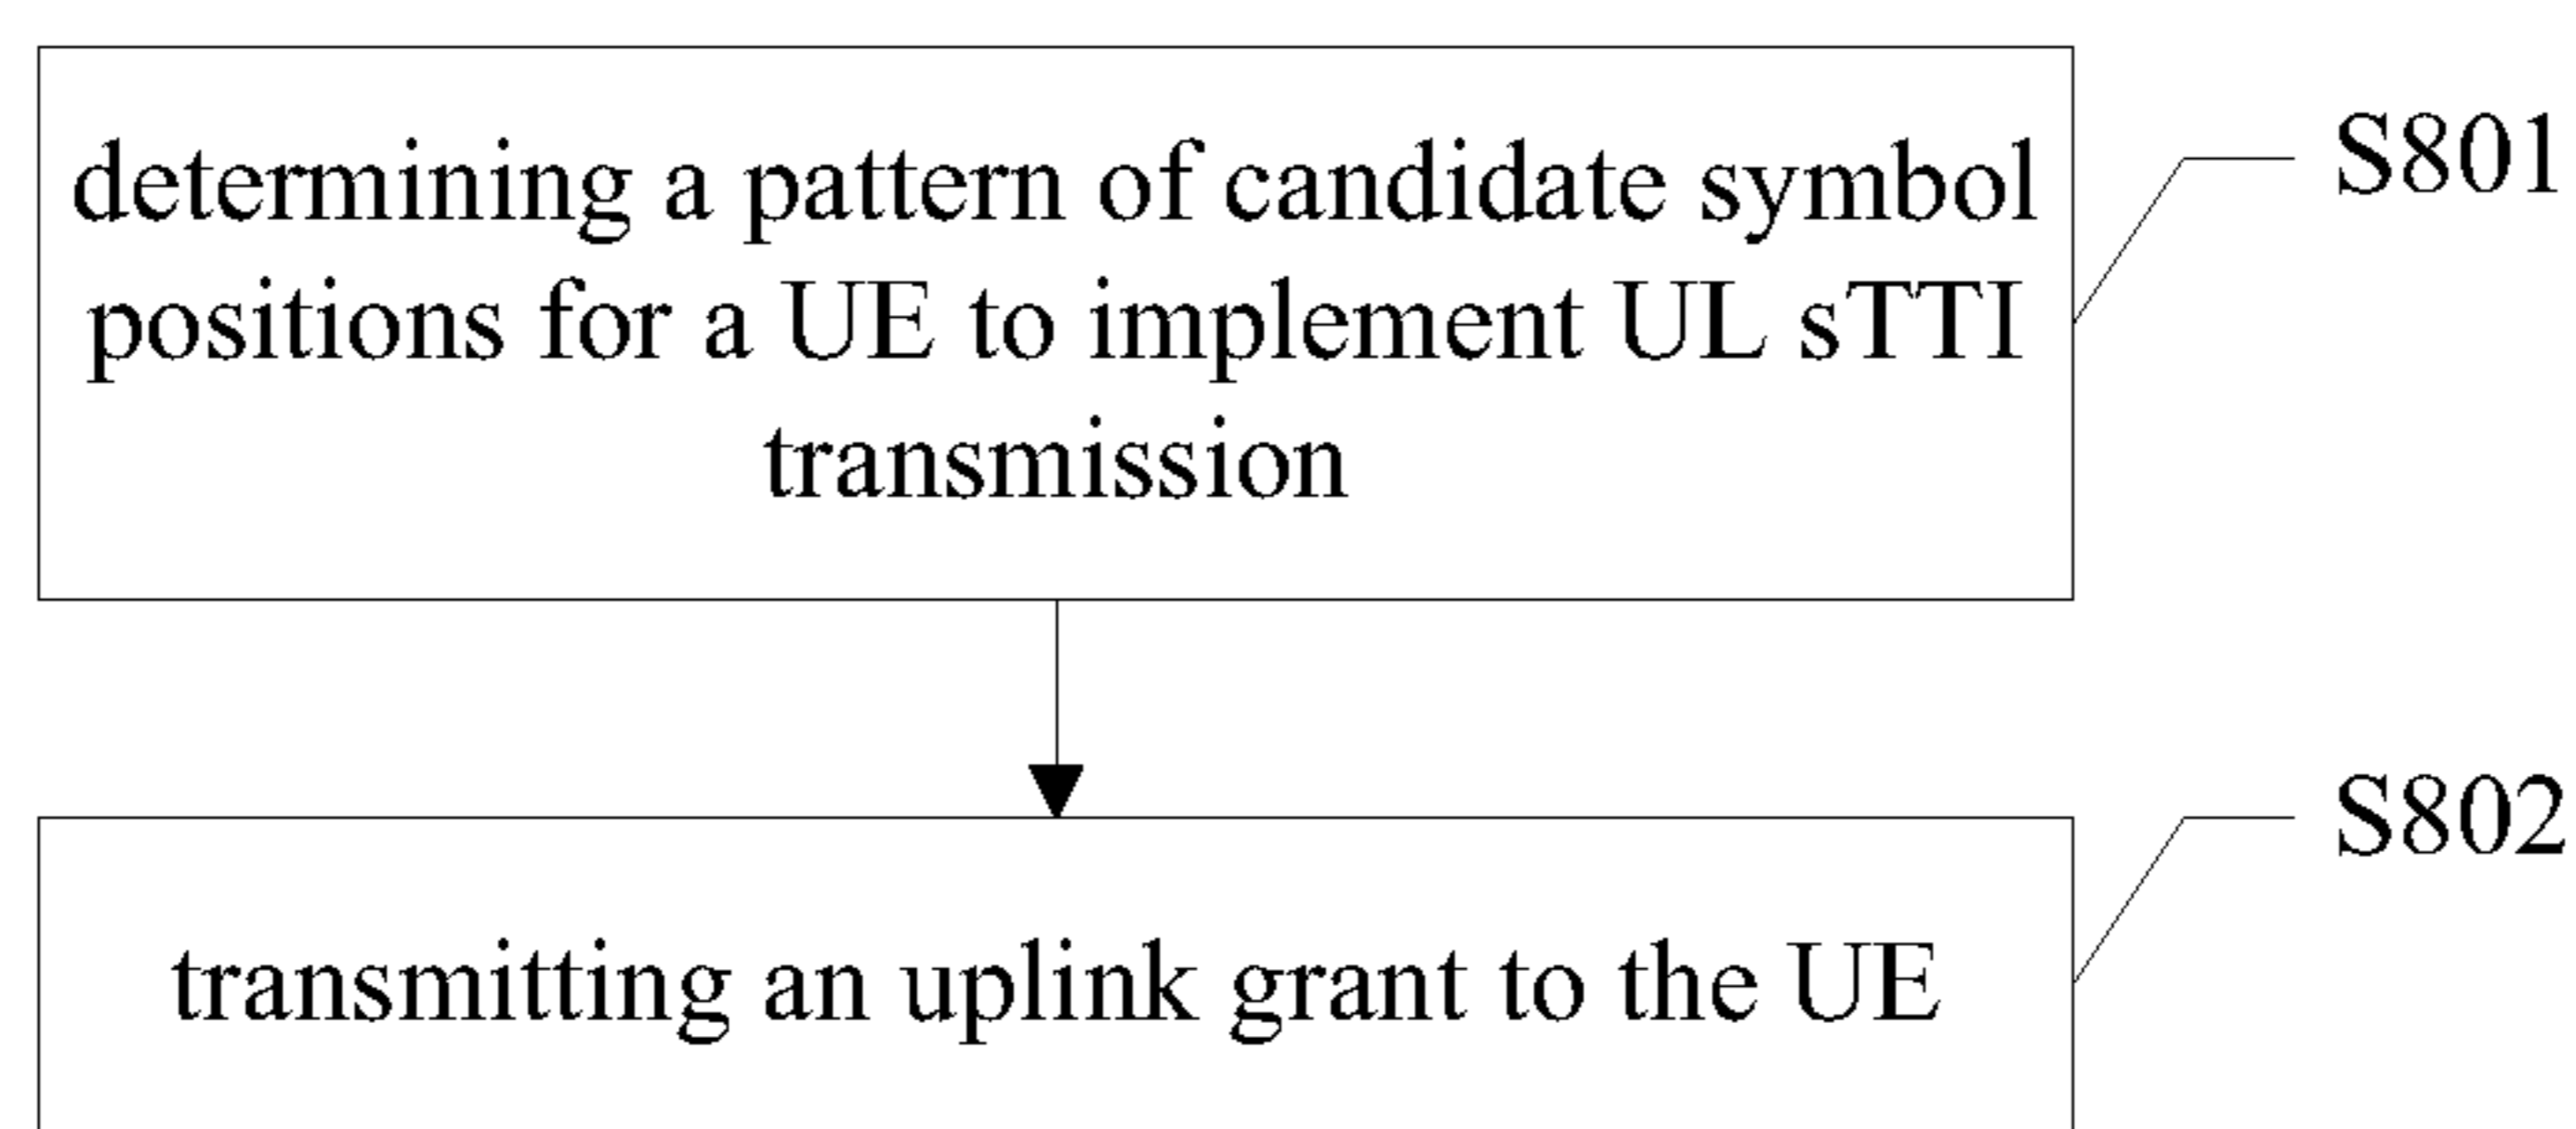 determining a pattern of candidate symbol
positions for a UE to implement UL sTTI
transmission
S801
transmitting an uplink grant to the UE
S802